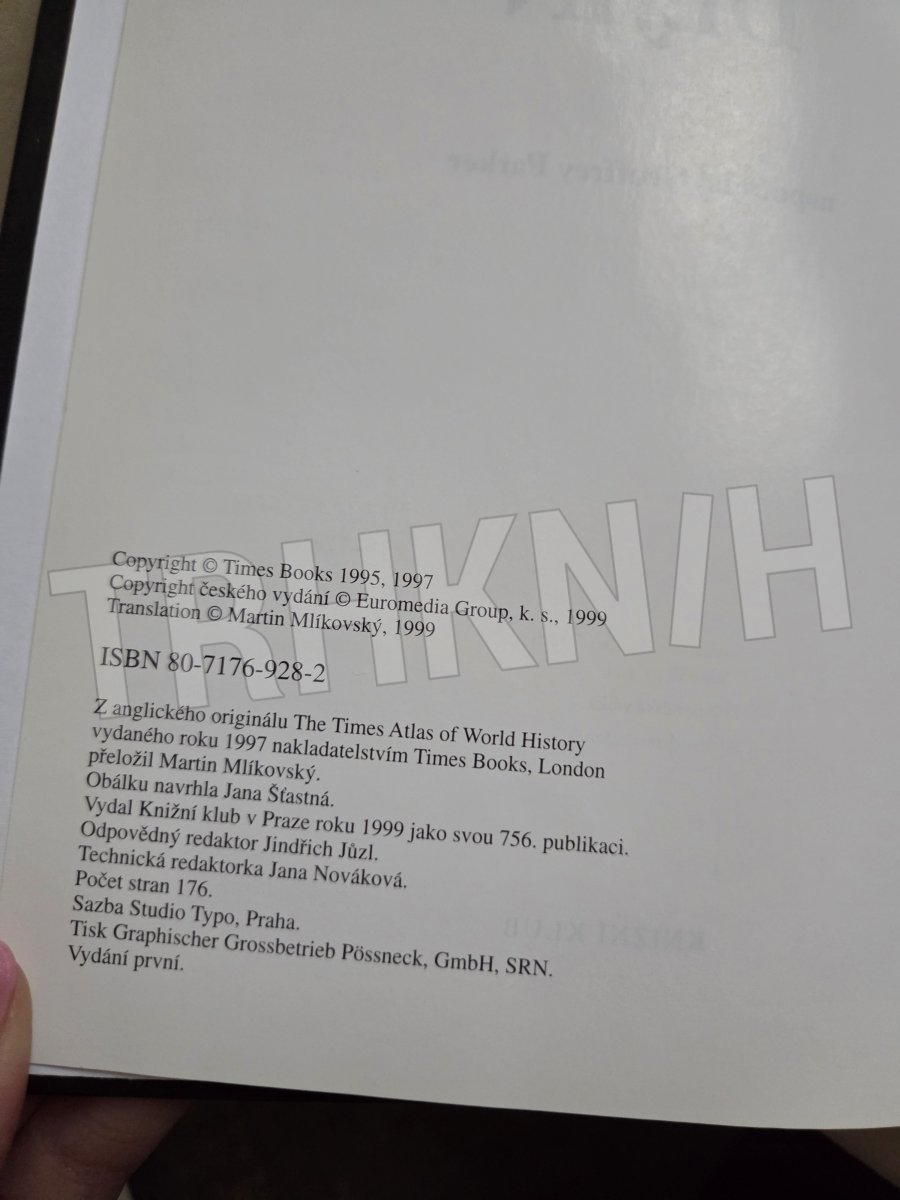 Copyright © Times Books 1995, 1997
Copyright českého vydání © Euromedia Group, k. s., 1999
Translation © Martin Mlíkovský, 1999
ISBN 80-7176-928-2
Z anglického originálu The Times Atlas of World History
vydaného roku 1997 nakladatelstvím Times Books, London
přeložil Martin Mlíkovský.
Obálku navrhla Jana Šťastná.
Vydal Knižní klub v Praze roku 1999 jako svou 756. publikaci.
Odpovědný redaktor Jindřich Jůzl.
Technická redaktorka Jana Nováková.
Počet stran 176.
Sazba Studio Typo, Praha.
Tisk Graphischer Grossbetrieb Pössneck, GmbH, SRN.
Vydání první.
TRHKNIH